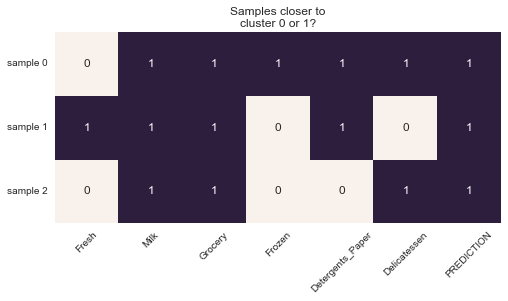 Samples closer to
cluster 0 or 1?
sample 0 0 1 1 1 1 1 1
sample 1 1 1 1 0 1 0 1
sample 2 0 1 1 0 0 1 1
Fresh Milk Grocery Frozen Detergents_Paper Delicatessen PREDICTION